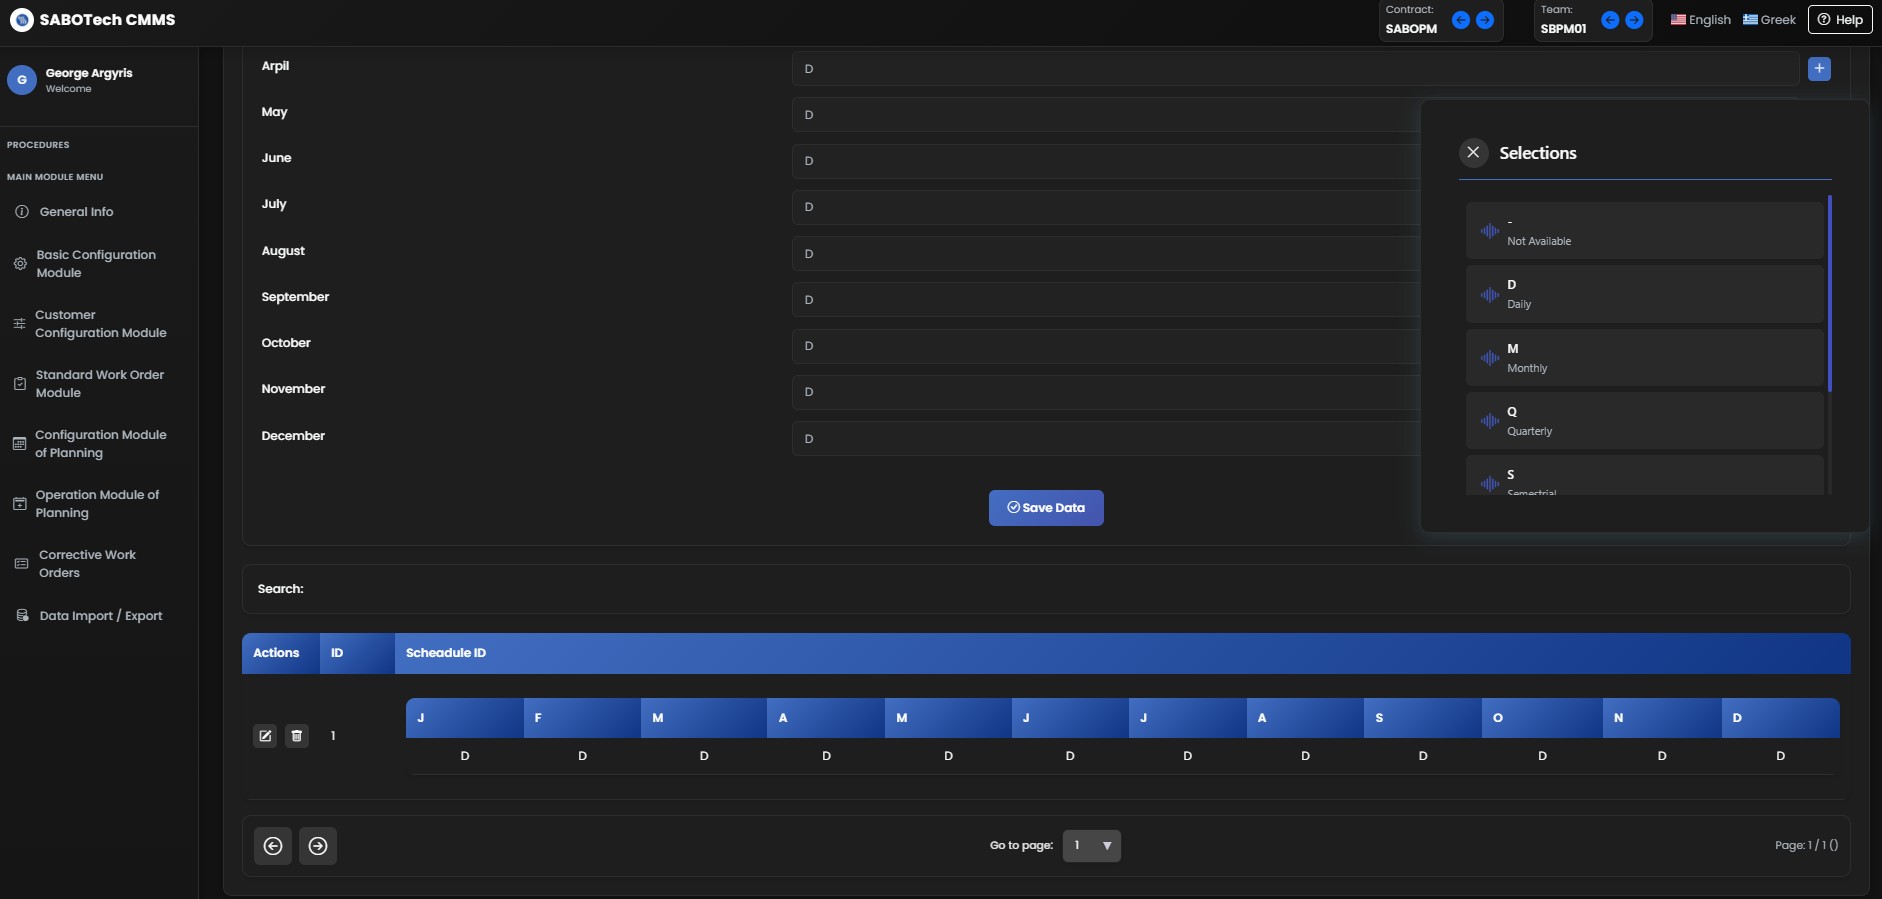 SABOTech CMMS
Contract:
SABOPM
Team:
SBPM01
English
Greek
Help
G
George Argyris
Welcome
PROCEDURES
MAIN MODULE MENU
General Info
Basic Configuration
Module
Customer
Configuration Module
Standard Work Order
Module
Configuration Module
of Planning
Operation Module of
Planning
Corrective Work
Orders
Data Import / Export
Arpil D
May D
June D
July D
August D
September D
October D
November D
December D
Save Data
Selections
-
Not Available
D
Daily
M
Monthly
Q
Quarterly
S
Semestrial
Search:
Actions ID Scheadule ID
J F M A M J J A S O N D
1
D D D D D D D D D D D D
Go to page: 1
Page: 1 / 1 ()